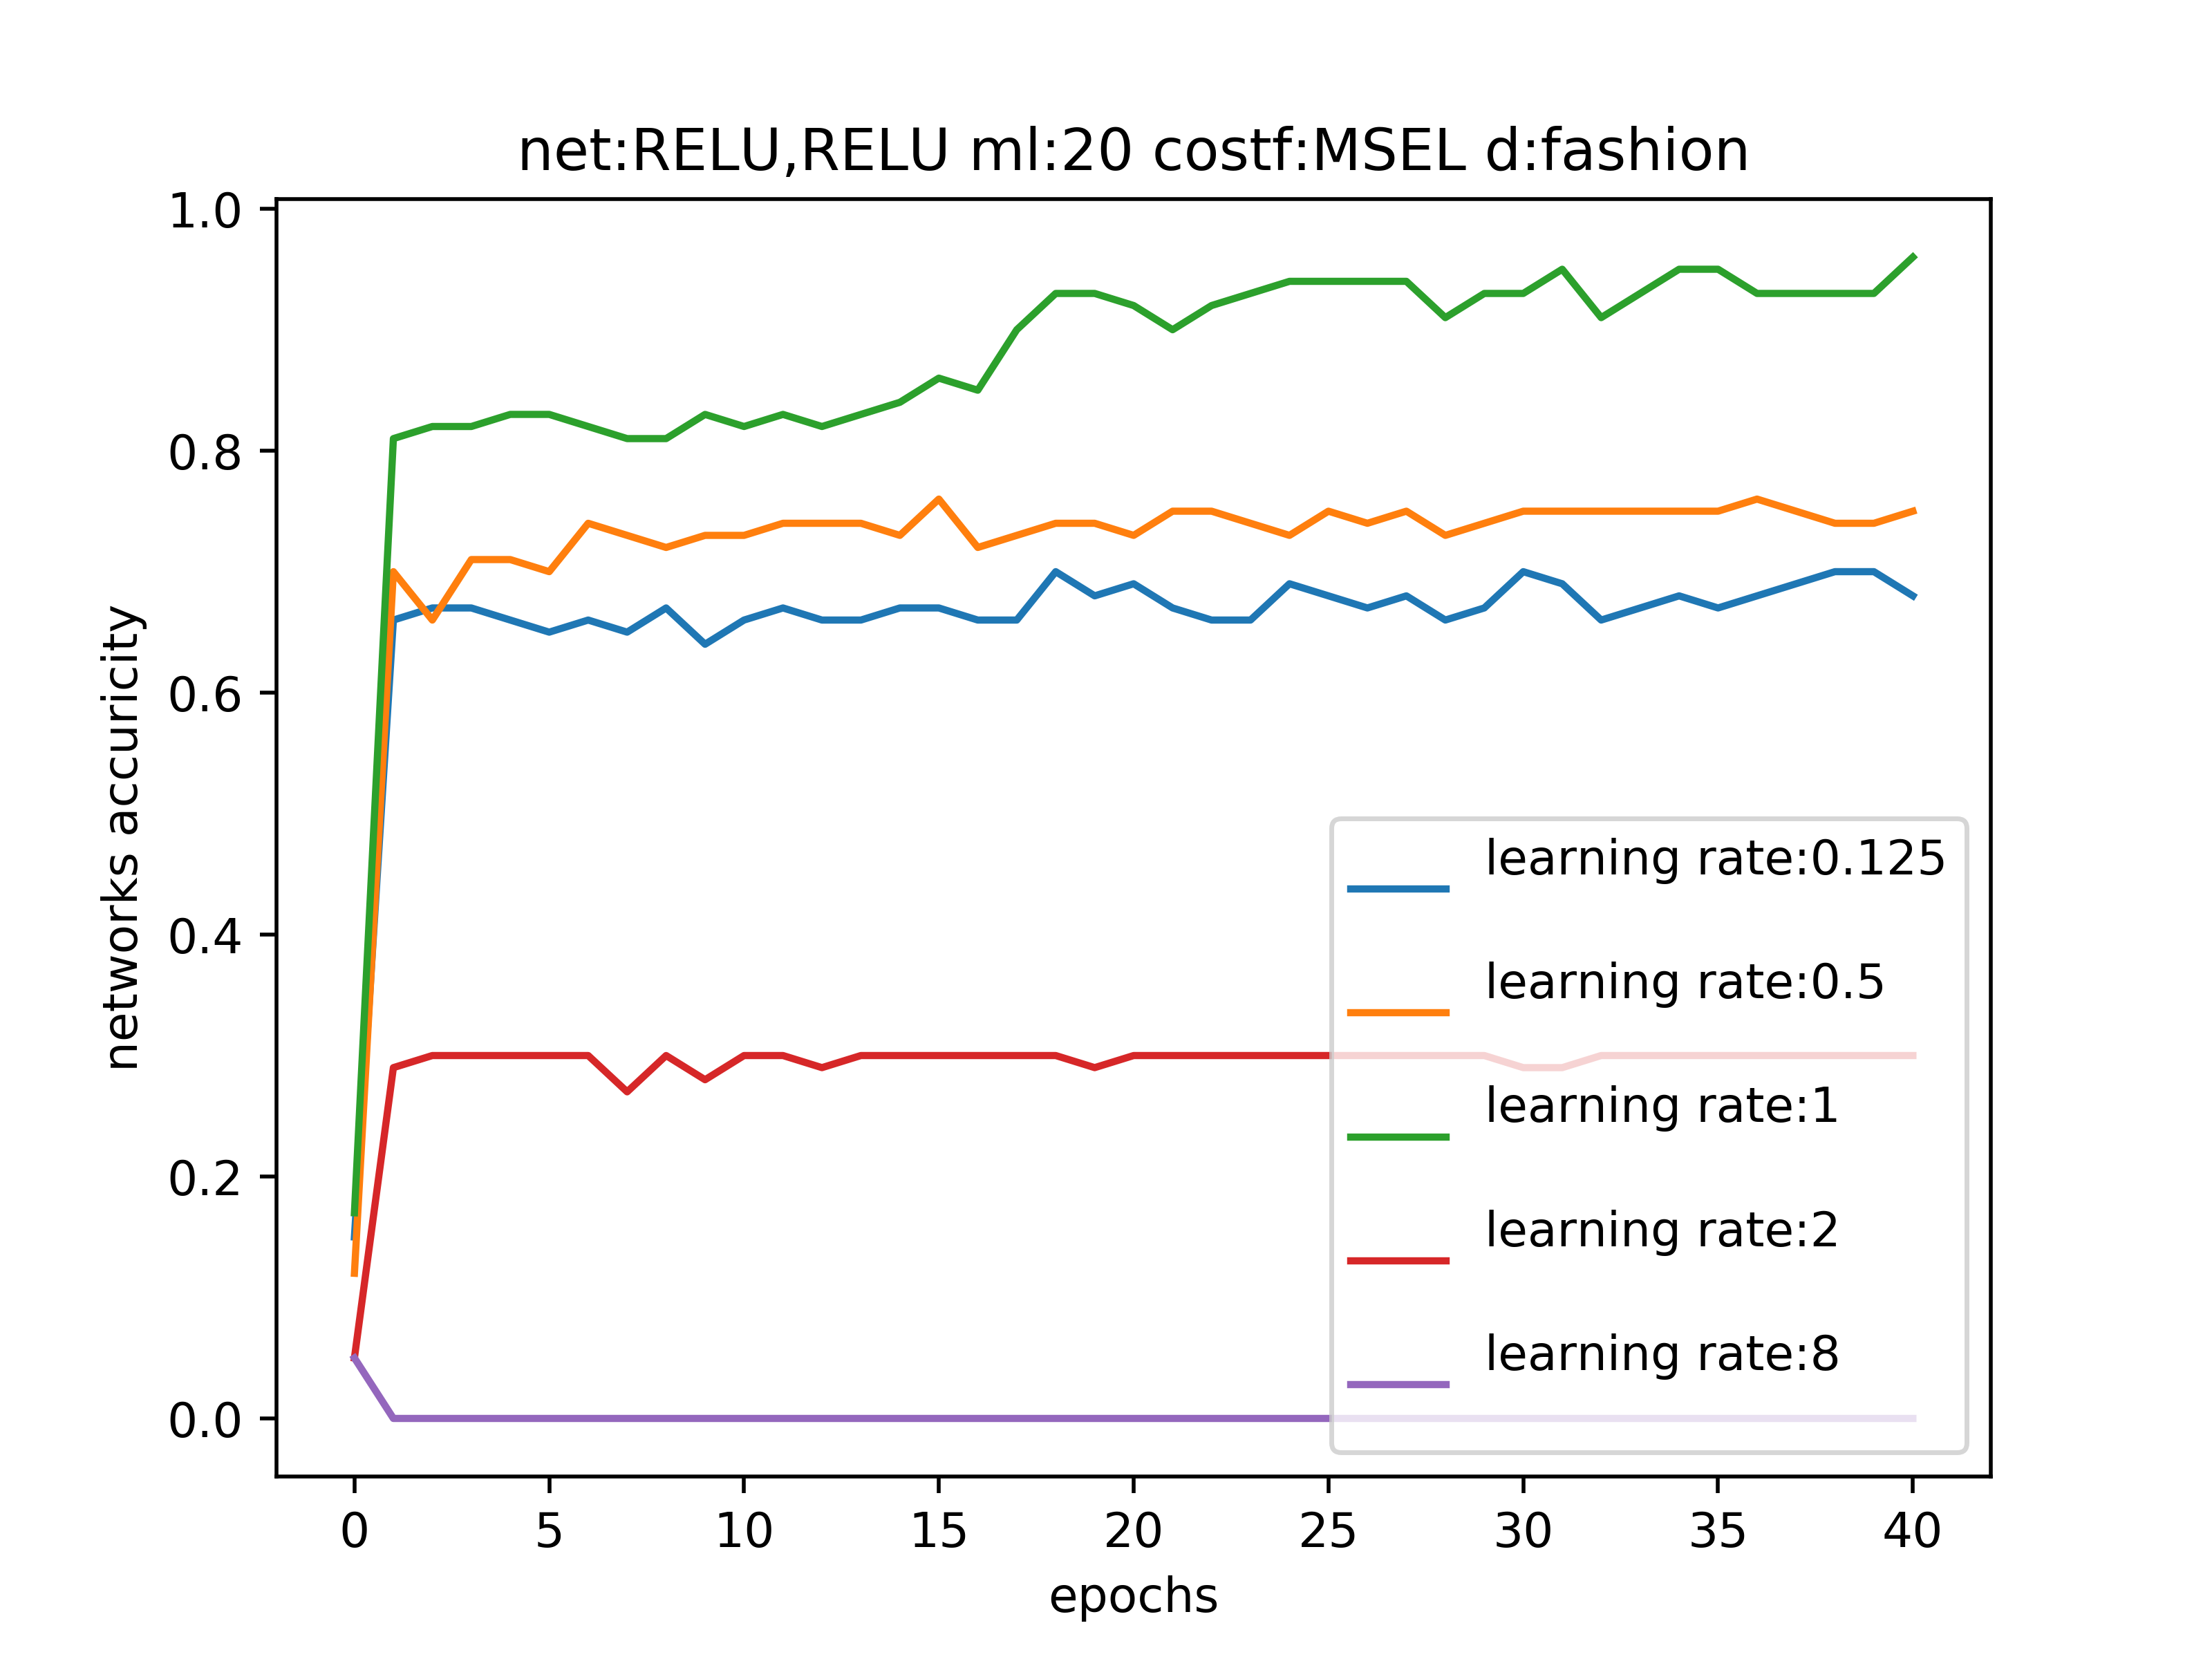 net:RELU,RELU ml:20 costf:MSEL d:fashion
networks accuricity
1.0
0.8
0.6
0.4
0.2
0.0
learning rate:0.125
learning rate:0.5
learning rate:1
learning rate:2
learning rate:8
0 5 10 15 20 25 30 35 40
epochs